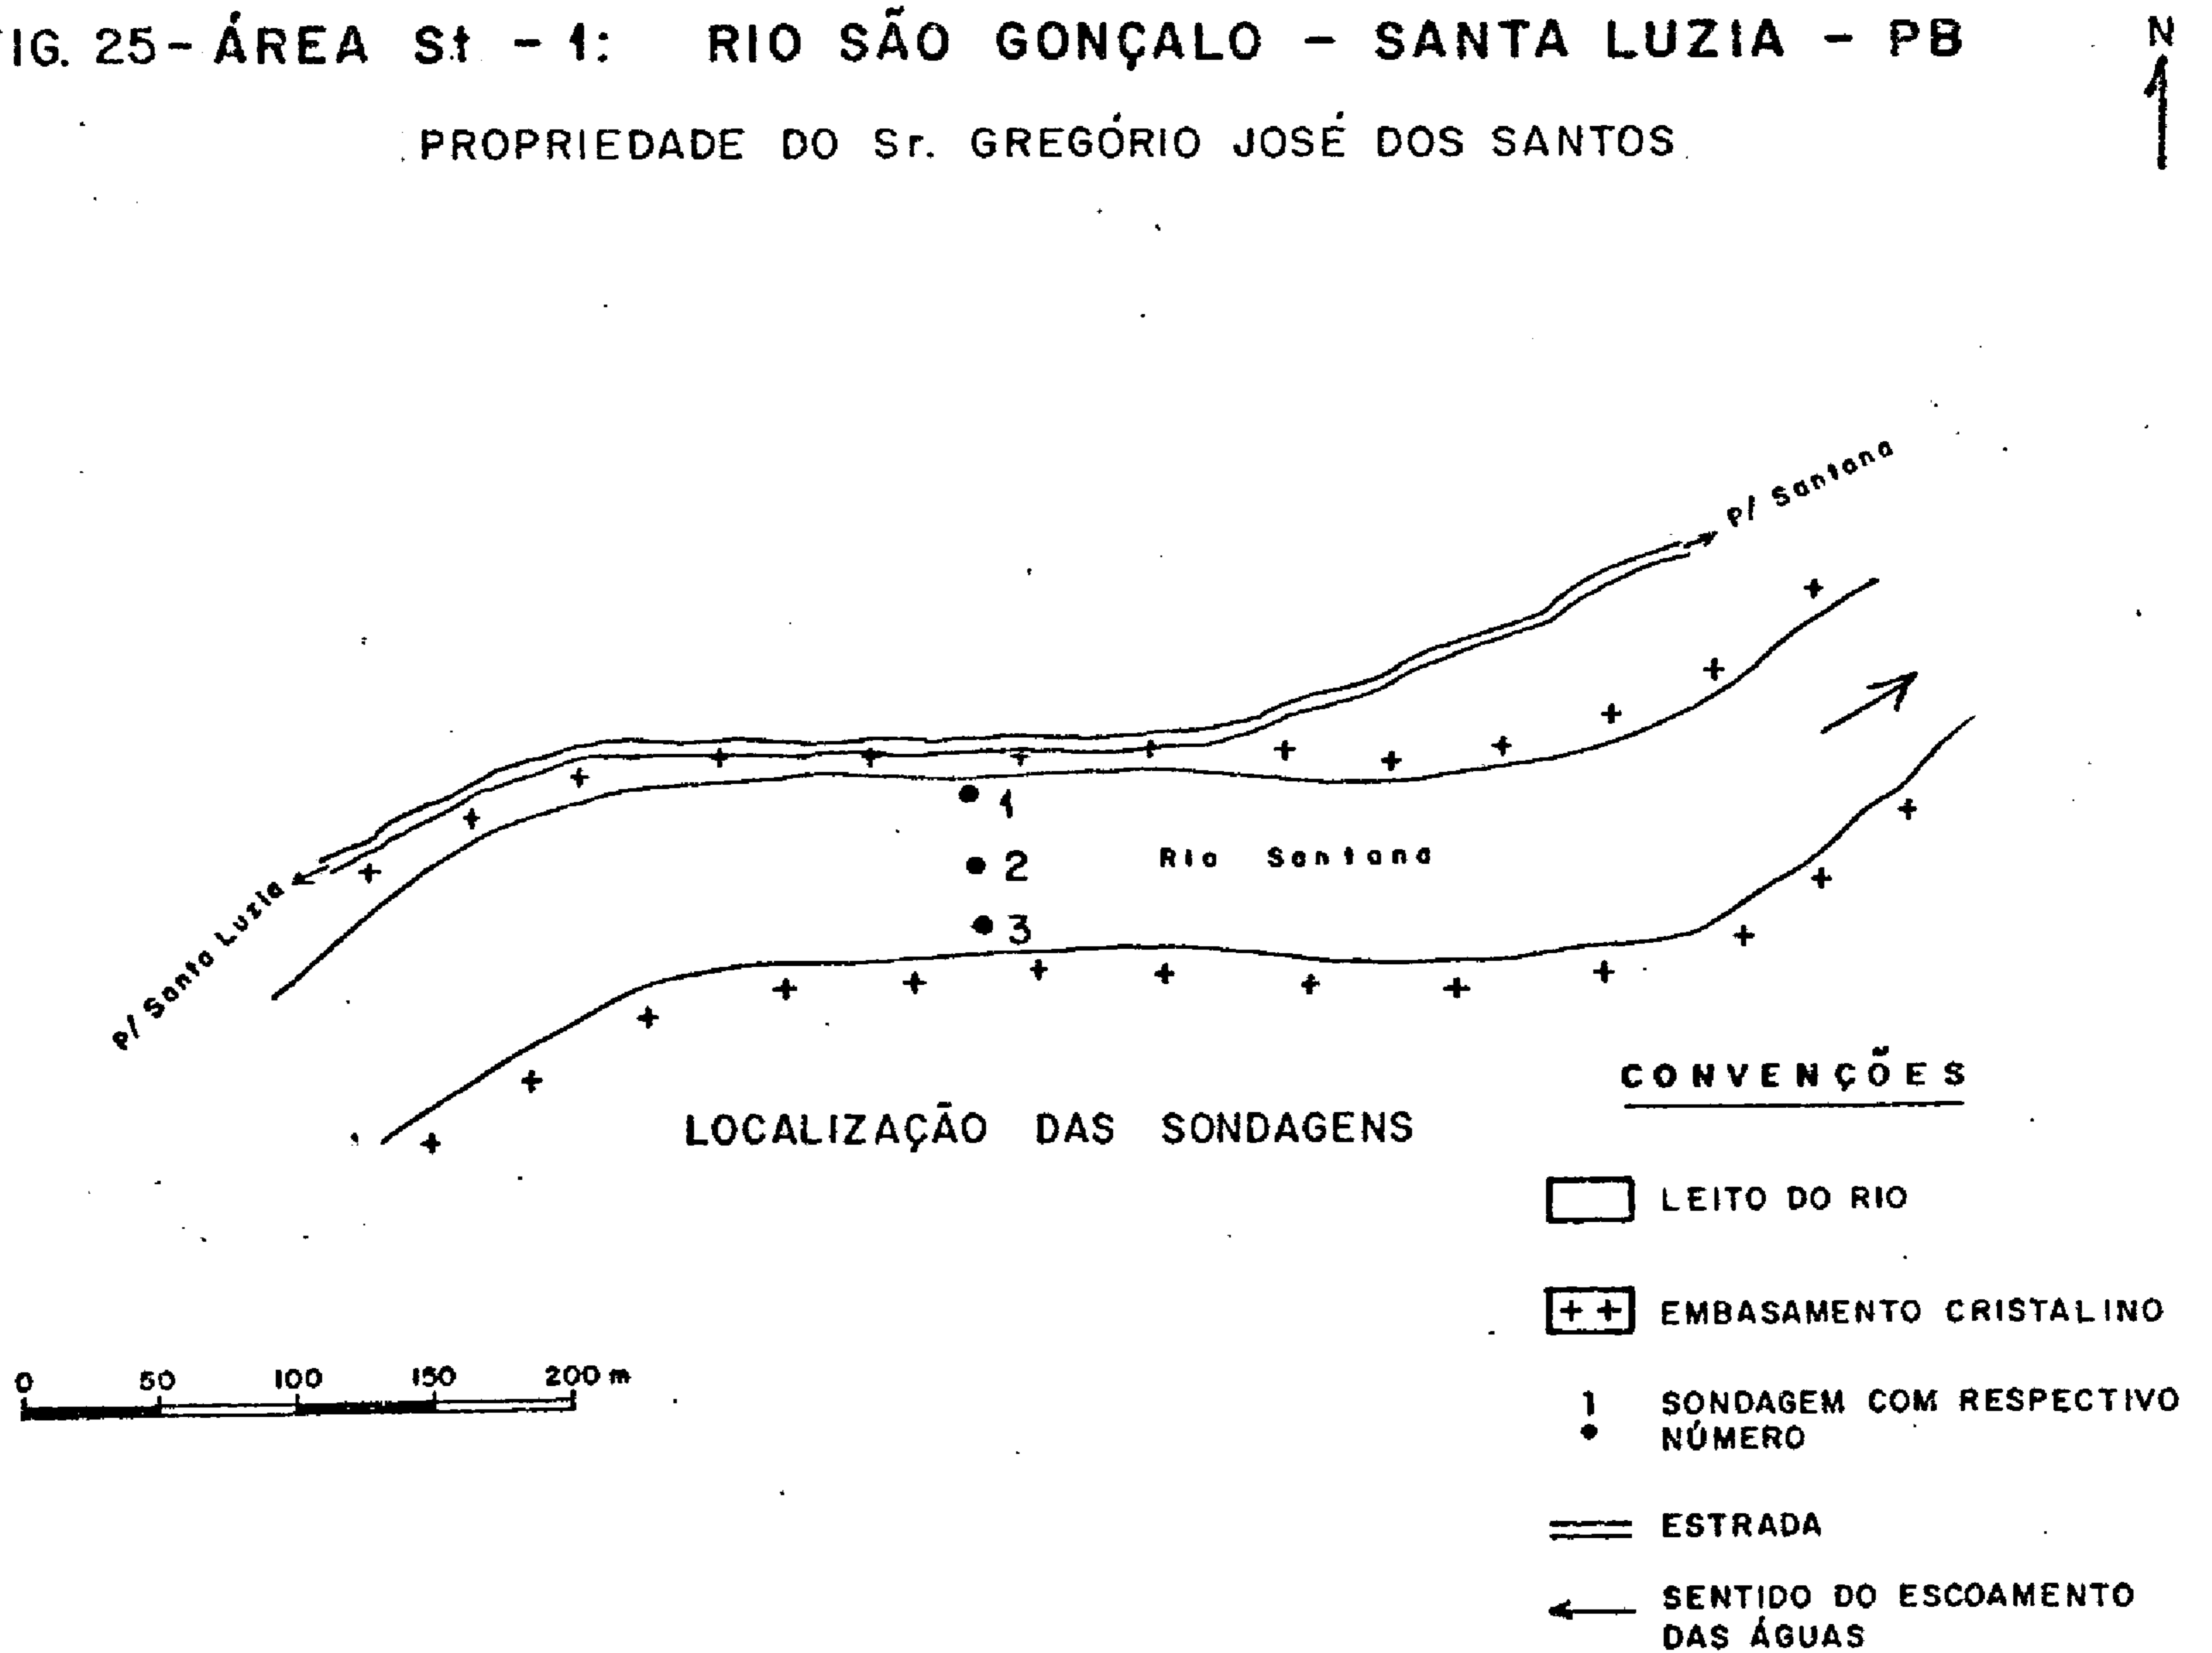 IG. 25 - ÁREA St - 1: RIO SÃO GONÇALO - SANTA LUZIA - PB
N
PROPRIEDADE DO Sr. GREGÓRIO JOSÉ DOS SANTOS
P/ Santana
1
2
Rio Santana
3
P/ Santa Luzia
LOCALIZAÇÃO DAS SONDAGENS
CONVENÇÕES
LEITO DO RIO
EMBASAMENTO CRISTALINO
1 SONDAGEM COM RESPECTIVO
NÚMERO
ESTRADA
SENTIDO DO ESCOAMENTO
DAS ÁGUAS
0 50 100 150 200 m